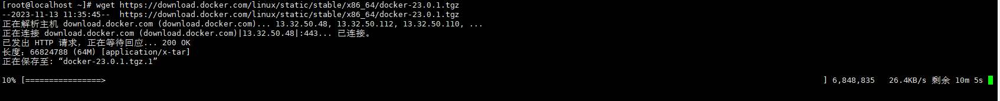 [root@localhost ~]# wget https://download.docker.com/linux/static/stable/x86_64/docker-23.0.1.tgz
--2023-11-13 11:35:45--  https://download.docker.com/linux/static/stable/x86_64/docker-23.0.1.tgz
正在解析主机 download.docker.com (download.docker.com)... 13.32.50.48, 13.32.50.112, 13.32.50.110, ...
正在连接 download.docker.com (download.docker.com)|13.32.50.48|:443... 已连接。
已发出 HTTP 请求，正在等待回应... 200 OK
长度：66824788 (64M) [application/x-tar]
正在保存至: “docker-23.0.1.tgz.1”
10% [================> ] 6,848,835   26.4KB/s 剩余 10m 5s